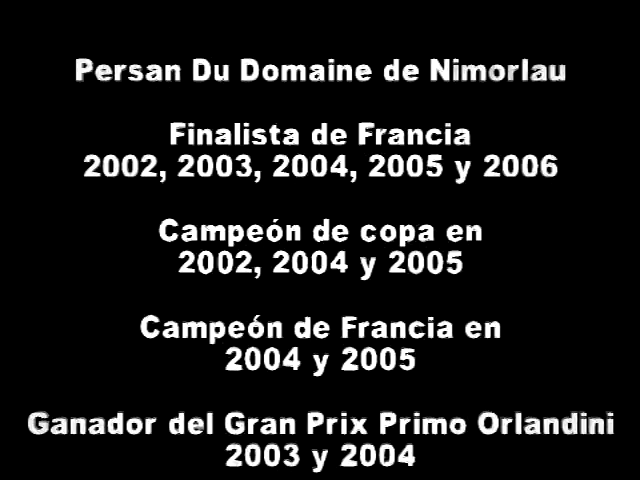 Persan Du Domaine de Nimorlau
Finalista de Francia
2002, 2003, 2004, 2005 y 2006
Campeón de copa en
2002, 2004 y 2005
Campeón de Francia en
2004 y 2005
Ganador del Gran Prix Primo Orlandini
2003 y 2004